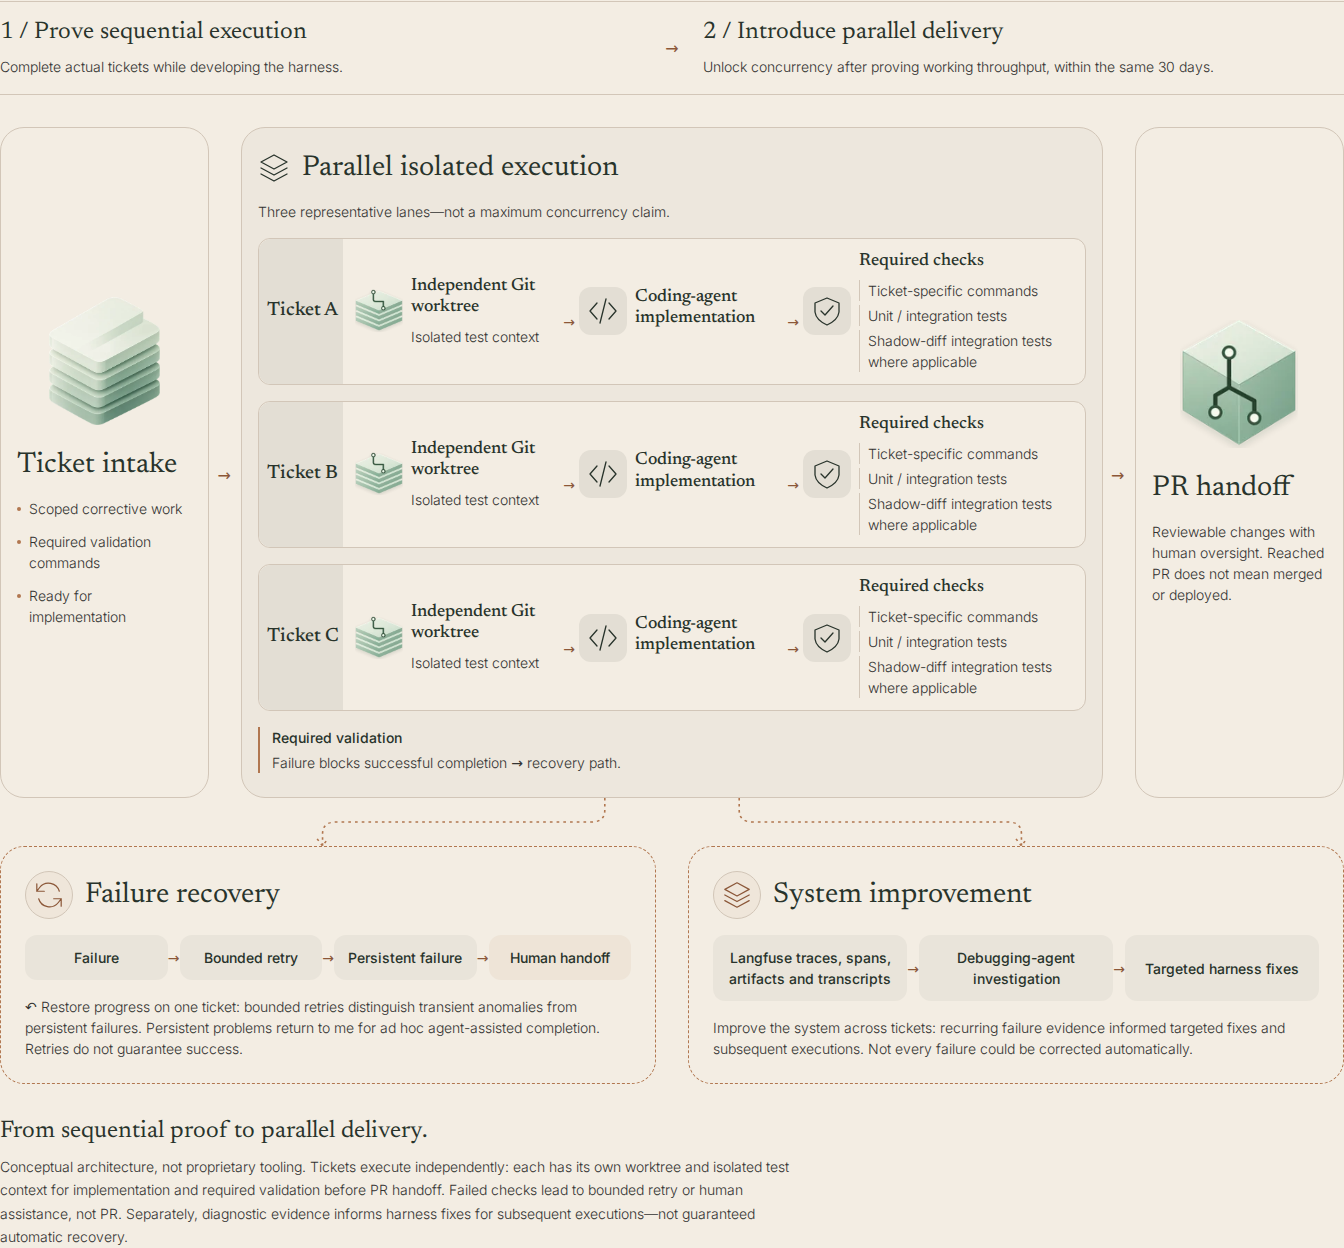 1 / Prove sequential execution
Complete actual tickets while developing the harness.
→
2 / Introduce parallel delivery
Unlock concurrency after proving working throughput, within the same 30 days.
Ticket intake
• Scoped corrective work
• Required validation
commands
• Ready for
implementation
→
Parallel isolated execution
Three representative lanes—not a maximum concurrency claim.
Ticket A
Independent Git
worktree
Isolated test context
→
Coding-agent
implementation
→
Required checks
Ticket-specific commands
Unit / integration tests
Shadow-diff integration tests
where applicable
Ticket B
Independent Git
worktree
Isolated test context
→
Coding-agent
implementation
→
Required checks
Ticket-specific commands
Unit / integration tests
Shadow-diff integration tests
where applicable
Ticket C
Independent Git
worktree
Isolated test context
→
Coding-agent
implementation
→
Required checks
Ticket-specific commands
Unit / integration tests
Shadow-diff integration tests
where applicable
Required validation
Failure blocks successful completion → recovery path.
→
PR handoff
Reviewable changes with
human oversight. Reached
PR does not mean merged
or deployed.
Failure recovery
Failure → Bounded retry → Persistent failure → Human handoff
↶ Restore progress on one ticket: bounded retries distinguish transient anomalies from
persistent failures. Persistent problems return to me for ad hoc agent-assisted completion.
Retries do not guarantee success.
System improvement
Langfuse traces, spans,
artifacts and transcripts
→
Debugging-agent
investigation
→
Targeted harness fixes
Improve the system across tickets: recurring failure evidence informed targeted fixes and
subsequent executions. Not every failure could be corrected automatically.
From sequential proof to parallel delivery.
Conceptual architecture, not proprietary tooling. Tickets execute independently: each has its own worktree and isolated test
context for implementation and required validation before PR handoff. Failed checks lead to bounded retry or human
assistance, not PR. Separately, diagnostic evidence informs harness fixes for subsequent executions—not guaranteed
automatic recovery.